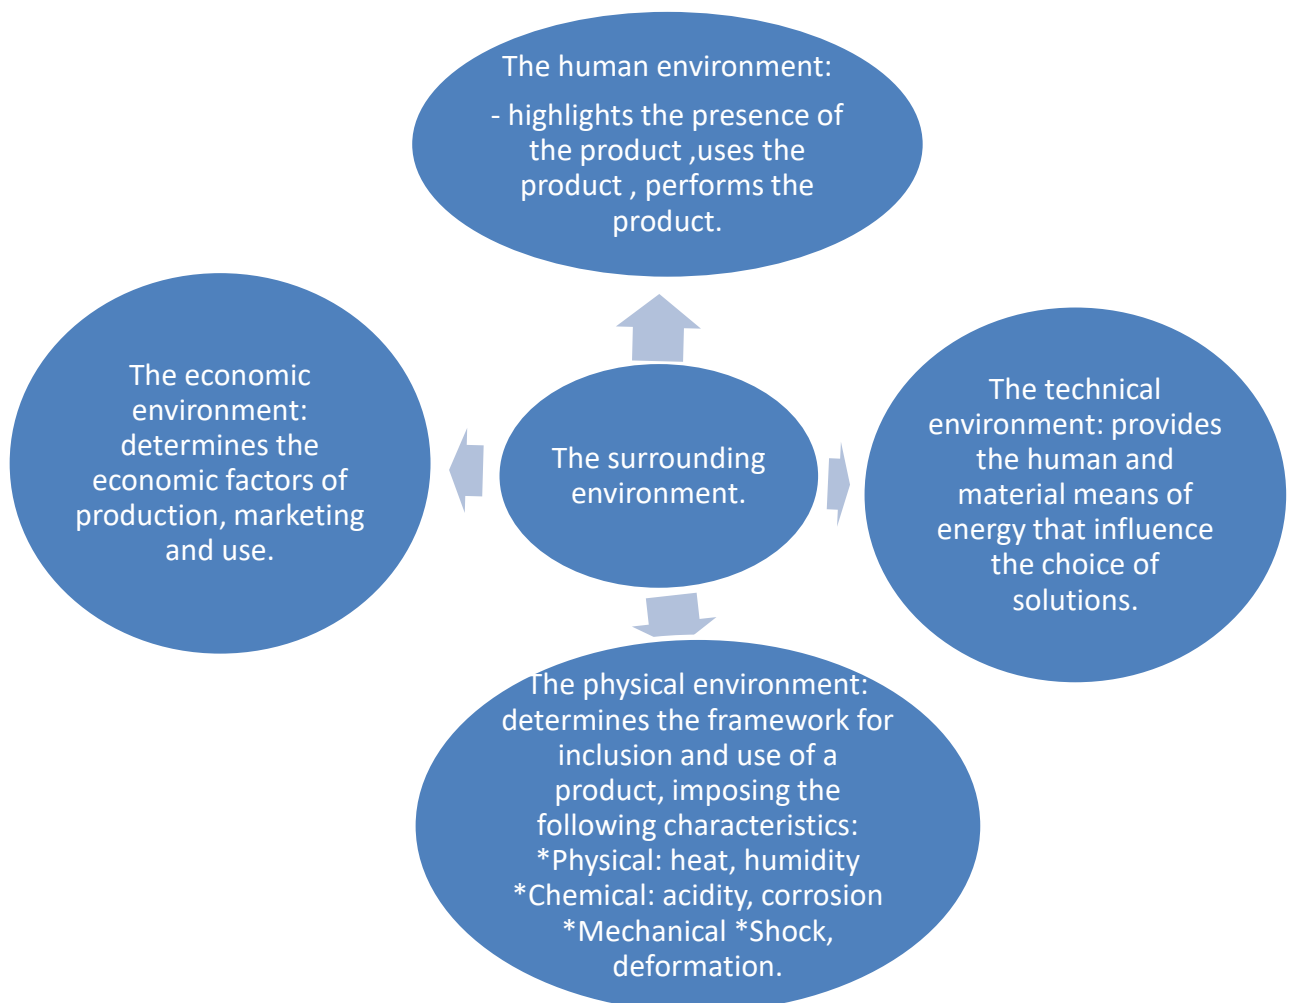 The human environment:
- highlights the presence of
the product ,uses the
product , performs the
product.
The economic
environment:
determines the
economic factors of
production, marketing
and use.
The surrounding
environment.
The technical
environment: provides
the human and
material means of
energy that influence
the choice of
solutions.
The physical environment:
determines the framework for
inclusion and use of a
product, imposing the
following characteristics:
*Physical: heat, humidity
*Chemical: acidity, corrosion
*Mechanical *Shock,
deformation.